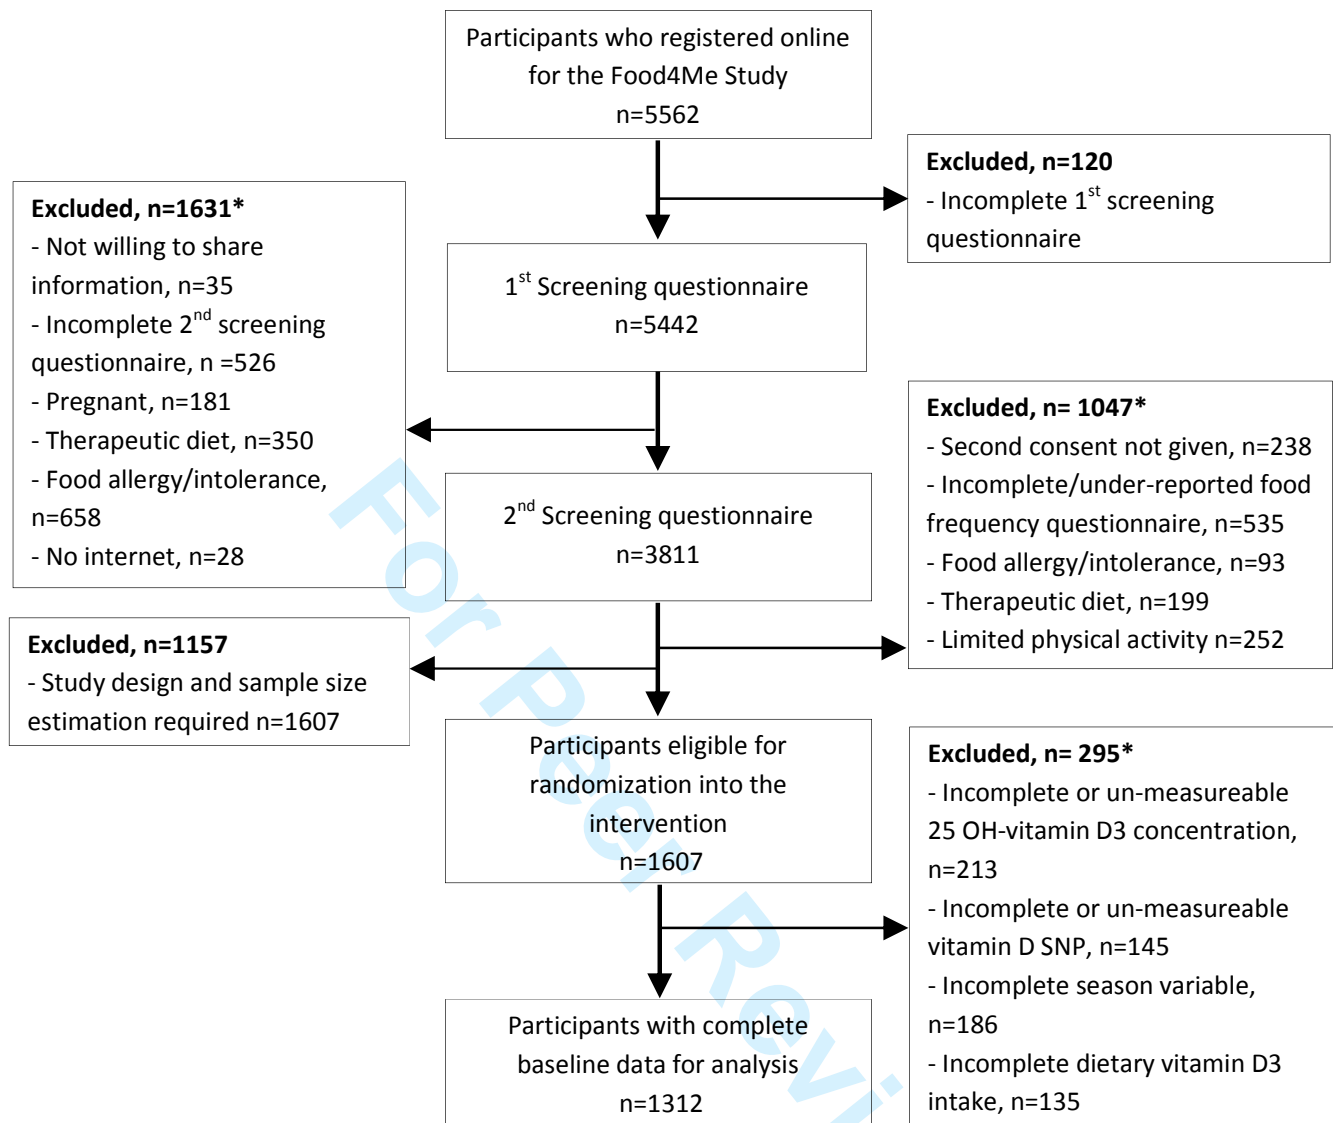 Participants who registered online
for the Food4Me Study
n=5562
Excluded, n=120
- Incomplete 1st screening
questionnaire
Excluded, n=1631*
- Not willing to share
information, n=35
- Incomplete 2nd screening
questionnaire, n =526
- Pregnant, n=181
- Therapeutic diet, n=350
- Food allergy/intolerance,
n=658
- No internet, n=28
1st Screening questionnaire
n=5442
Excluded, n= 1047*
- Second consent not given, n=238
- Incomplete/under-reported food
frequency questionnaire, n=535
- Food allergy/intolerance, n=93
- Therapeutic diet, n=199
- Limited physical activity n=252
2nd Screening questionnaire
n=3811
Excluded, n=1157
- Study design and sample size
estimation required n=1607
Participants eligible for
randomization into the
intervention
n=1607
Excluded, n= 295*
- Incomplete or un-measureable
25 OH-vitamin D3 concentration,
n=213
- Incomplete or un-measureable
vitamin D SNP, n=145
- Incomplete season variable,
n=186
- Incomplete dietary vitamin D3
intake, n=135
Participants with complete
baseline data for analysis
n=1312
For Peer Revi